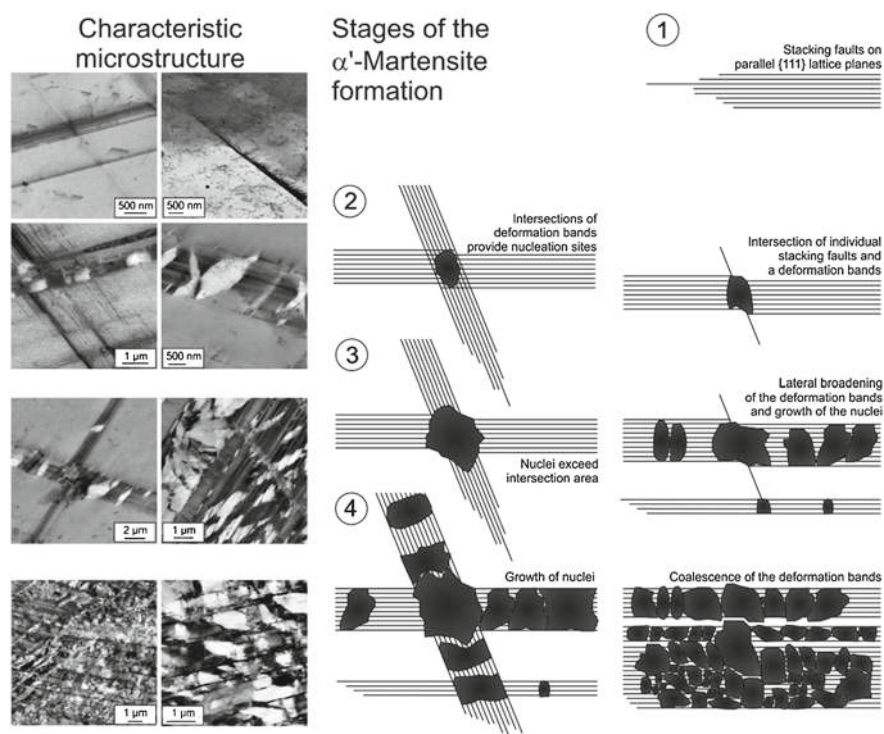 Characteristic
microstructure
500 nm
500 nm
1 µm
500 nm
2 µm
1 µm
1 µm
1 µm
Stages of the
α'-Martensite
formation
1
Stacking faults on
parallel {111} lattice planes
2
Intersections of
deformation bands
provide nucleation sites
Intersection of individual
stacking faults and
a deformation bands
3
Nuclei exceed
intersection area
Lateral broadening
of the deformation bands
and growth of the nuclei
4
Growth of nuclei
Coalescence of the deformation bands